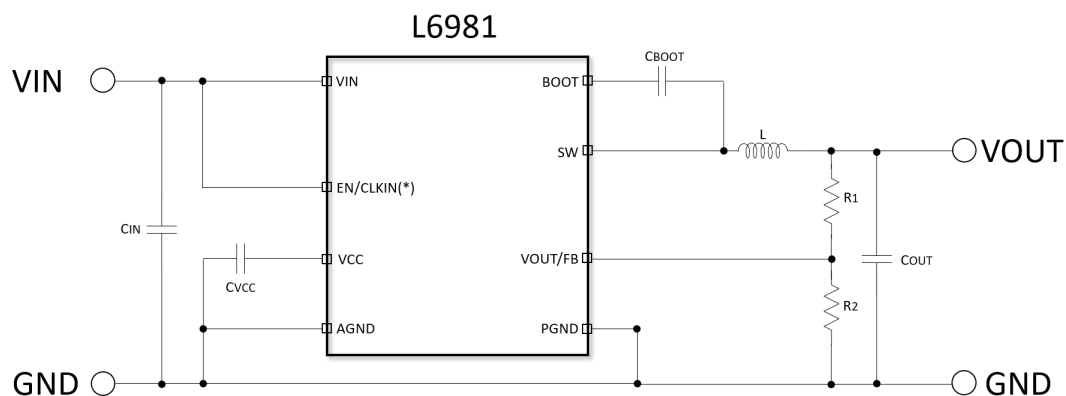 L6981
VIN
VIN
BOOT
CBOOT
SW
L
VOUT
EN/CLKIN(*)
R1
CIN
VCC
CVCC
VOUT/FB
COUT
R2
AGND
PGND
GND
GND